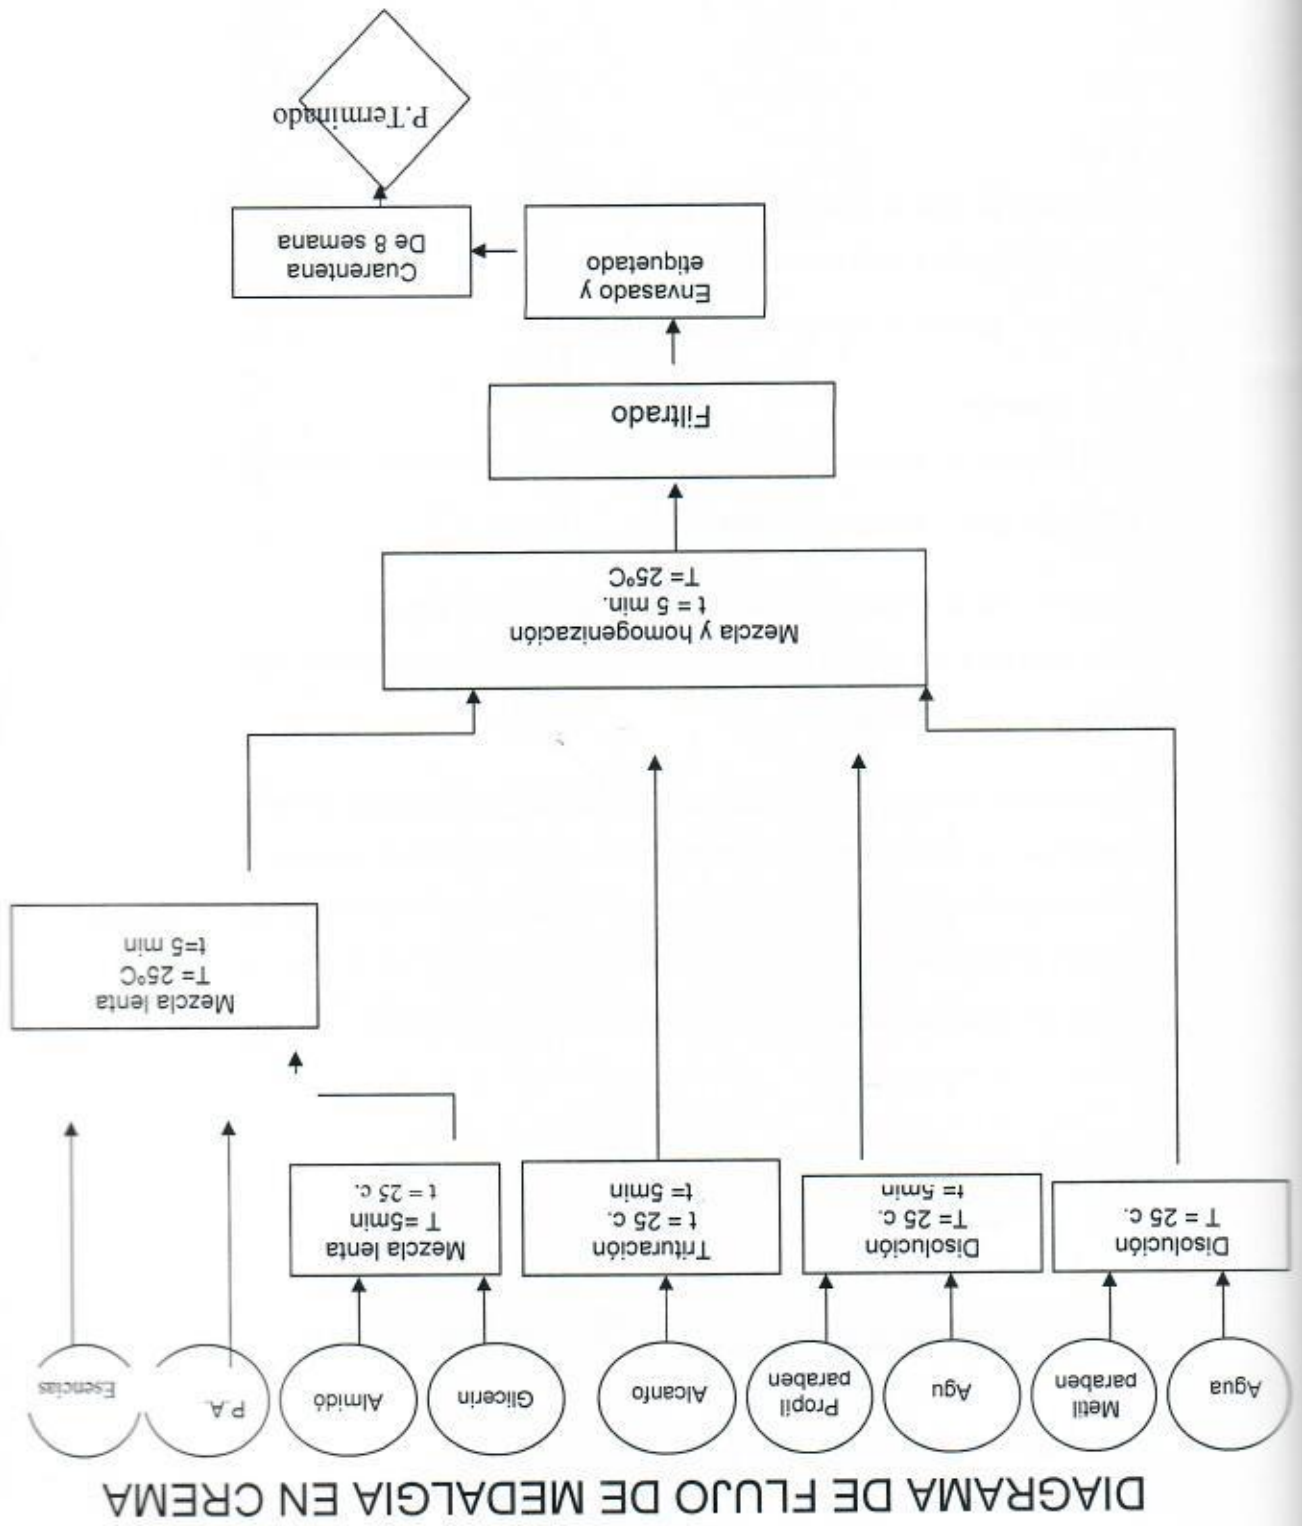 DIAGRAMA DE FLUJO DE MEDALGIA EN CREMA
Agua
Metil
paraben
Agu
Propil
paraben
Alcanfo
Glicerin
Almidó
P.A.
Esencias
Disolución
T = 25 c.
Disolución
T= 25 c.
t= 5min
Trituración
t = 25 c.
t= 5min
Mezcla lenta
T =5min
t = 25 c.
Mezcla lenta
T= 25ºC
t=5 min
Mezcla y homogenización
t = 5 min.
T= 25ºC
Filtrado
Envasado y
etiquetado
Cuarentena
De 8 semana
P.Terminado